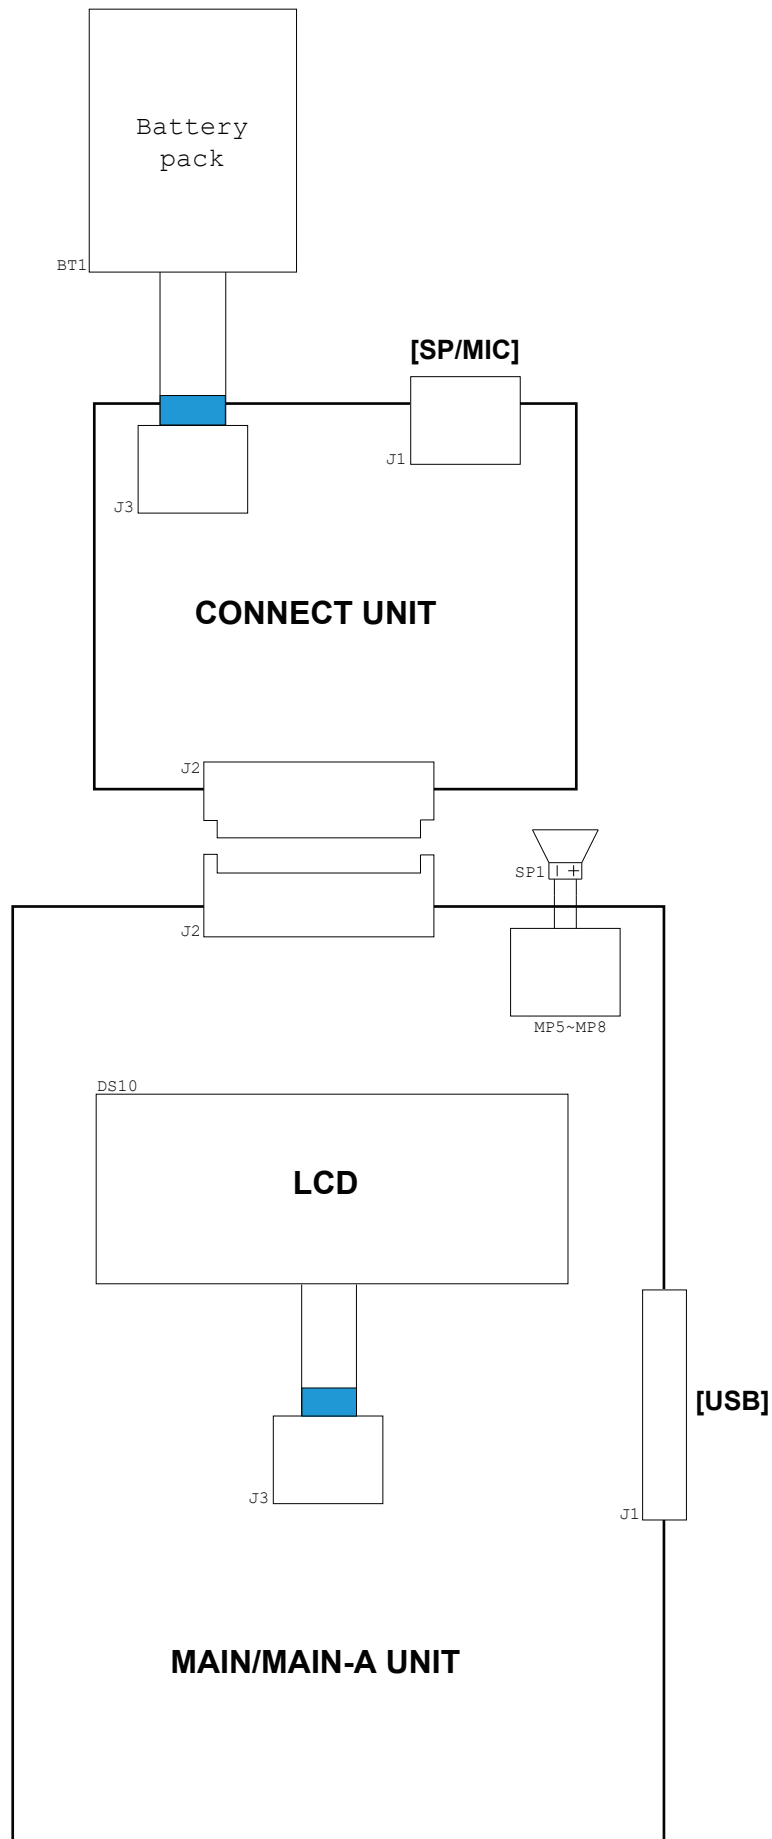 Battery
pack
BT1
[SP/MIC]
J1
J3
CONNECT UNIT
J2
SP1
- +
J2
MP5~MP8
DS10
LCD
[USB]
J3
J1
MAIN/MAIN-A UNIT